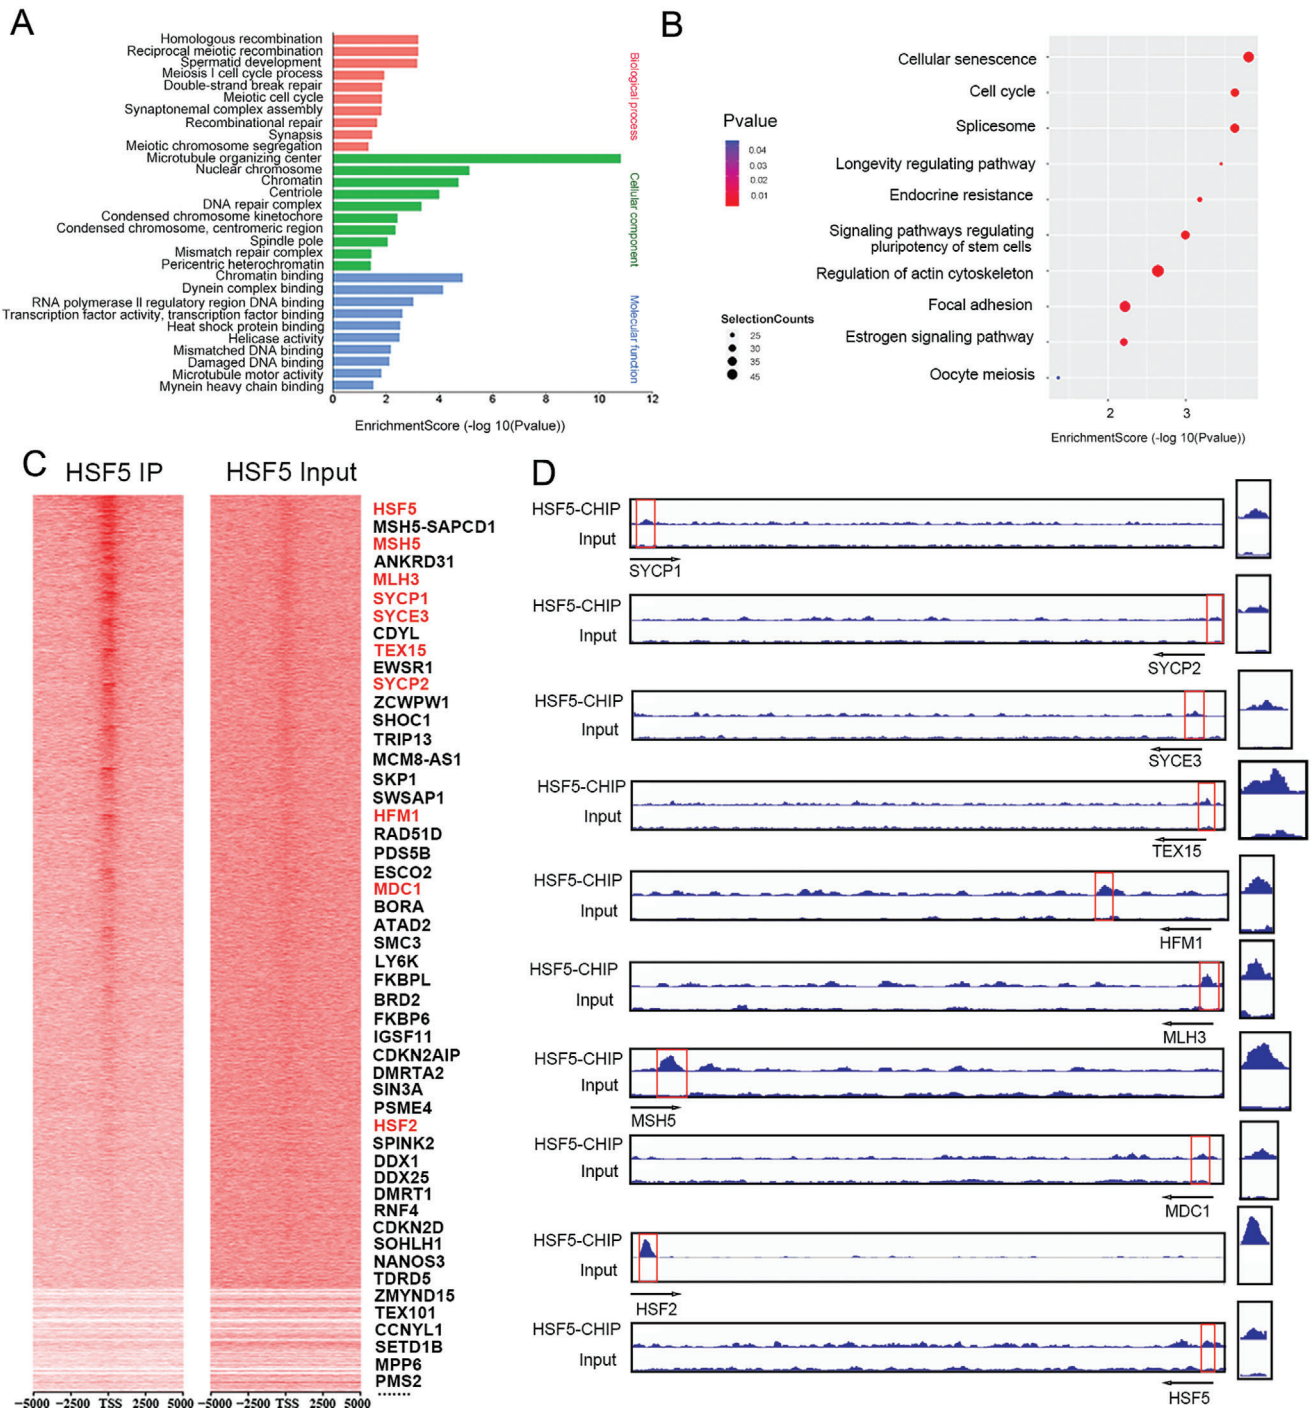 A
Homologous recombination
Reciprocal meiotic recombination
Spermatid development
Meiosis I cell cycle process
Double-strand break repair
Meiotic cell cycle
Synaptonemal complex assembly
Recombinational repair
Synapsis
Meiotic chromosome segregation
Microtubule organizing center
Nuclear chromosome
Chromatin
Centriole
DNA repair complex
Condensed chromosome kinetochore
Condensed chromosome, centromeric region
Spindle pole
Mismatch repair complex
Pericentric heterochromatin
Chromatin binding
Dynein complex binding
RNA polymerase II regulatory region DNA binding
Transcription factor activity, transcription factor binding
Heat shock protein binding
Helicase activity
Mismatched DNA binding
Damaged DNA binding
Microtubule motor activity
Mynein heavy chain binding
Biological process
Cellular component
Molecular function
0 2 4 6 8 10 12
EnrichmentScore (-log 10(Pvalue))
B
Cellular senescence
Cell cycle
Splicesome
Longevity regulating pathway
Endocrine resistance
Signaling pathways regulating
pluripotency of stem cells
Regulation of actin cytoskeleton
Focal adhesion
Estrogen signaling pathway
Oocyte meiosis
Pvalue
0.04
0.03
0.02
0.01
SelectionCounts
25
30
35
45
2 3
EnrichmentScore (-log 10(Pvalue))
C
HSF5 IP HSF5 Input
HSF5
MSH5-SAPCD1
MSH5
ANKRD31
MLH3
SYCP1
SYCE3
CDYL
TEX15
EWSR1
SYCP2
ZCWPW1
SHOC1
TRIP13
MCM8-AS1
SKP1
SWSAP1
HFM1
RAD51D
PDS5B
ESCO2
MDC1
BORA
ATAD2
SMC3
LY6K
FKBPL
BRD2
FKBP6
IGSF11
CDKN2AIP
DMRTA2
SIN3A
PSME4
HSF2
SPINK2
DDX1
DDX25
DMRT1
RNF4
CDKN2D
SOHLH1
NANOS3
TDRD5
ZMYND15
TEX101
CCNYL1
SETD1B
MPP6
PMS2
.......
-5000 -2500 TSS 2500 5000 -5000 -2500 TSS 2500 5000
D
HSF5-CHIP
Input
SYCP1
HSF5-CHIP
Input
SYCP2
HSF5-CHIP
Input
SYCE3
HSF5-CHIP
Input
TEX15
HSF5-CHIP
Input
HFM1
HSF5-CHIP
Input
MLH3
HSF5-CHIP
Input
MSH5
HSF5-CHIP
Input
MDC1
HSF5-CHIP
Input
HSF2
HSF5-CHIP
Input
HSF5